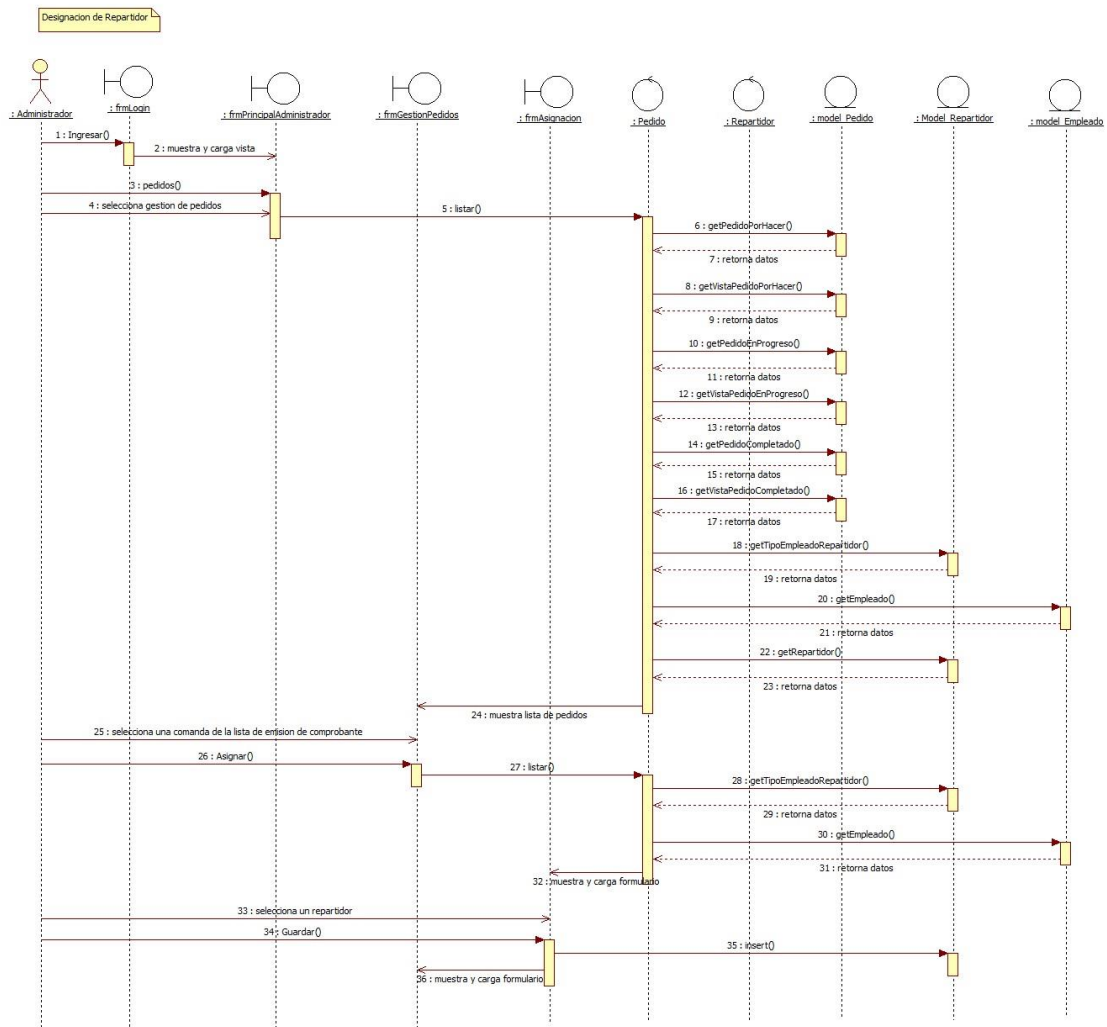 Designacion de Repartidor
: Administrador
: frmLogin
: frmPrincipalAdministrador
: frmGestionPedidos
: frmAsignacion
: Pedido
: Repartidor
: model_Pedido
: Model_Repartidor
: model_Empleado
1 : Ingresar()
2 : muestra y carga vista
3 : pedidos()
4 : selecciona gestion de pedidos
5 : listar()
6 : getPedidoPorHacer()
7 : retorna datos
8 : getVistaPedidoPorHacer()
9 : retorna datos
10 : getPedidoEnProgreso()
11 : retorna datos
12 : getVistaPedidoEnProgreso()
13 : retorna datos
14 : getPedidoCompletado()
15 : retorna datos
16 : getVistaPedidoCompletado()
17 : retorna datos
18 : getTipoEmpleadoRepartidor()
19 : retorna datos
20 : getEmpleado()
21 : retorna datos
22 : getRepartidor()
23 : retorna datos
24 : muestra lista de pedidos
25 : selecciona una comanda de la lista de emision de comprobante
26 : Asignar()
27 : listar()
28 : getTipoEmpleadoRepartidor()
29 : retorna datos
30 : getEmpleado()
31 : retorna datos
32 : muestra y carga formulario
33 : selecciona un repartidor
34 : Guardar()
35 : insert()
36 : muestra y carga formulario